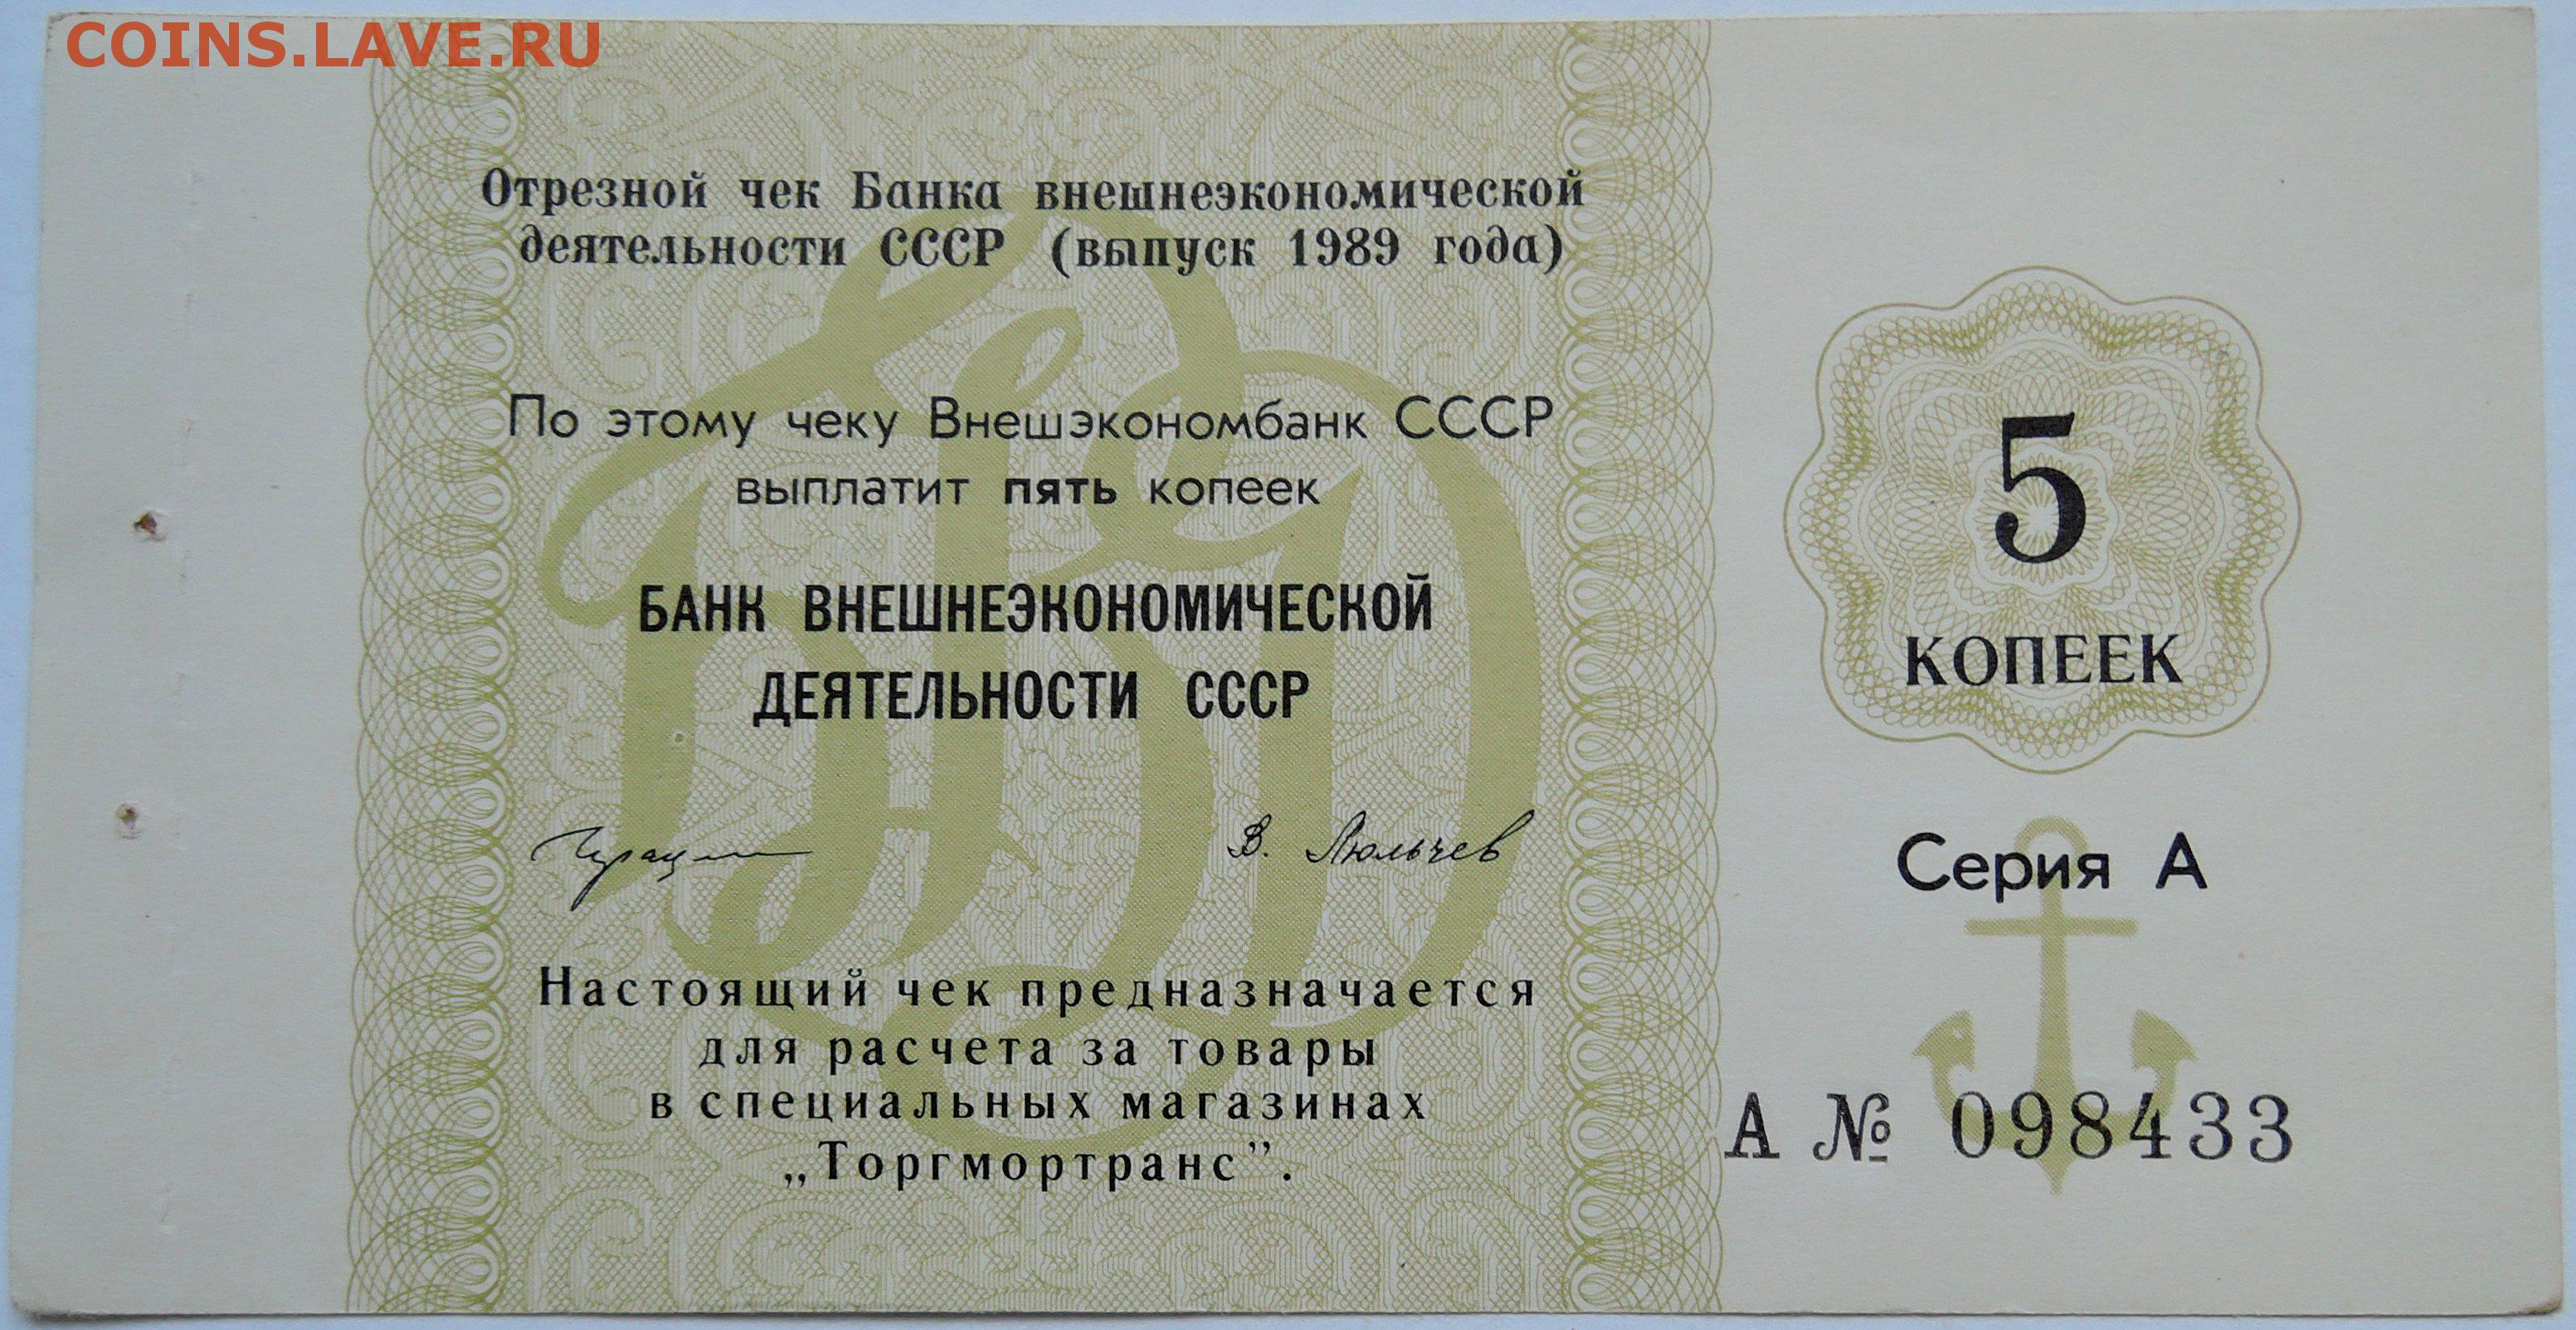 COINS.LAVE.RU
Отрезной чек Банка внешнеэкономической
деятельности СССР (выпуск 1989 года)
По этому чеку Внешэкономбанк СССР
выплатит пять копеек
БАНК ВНЕШНЕЭКОНОМИЧЕСКОЙ
ДЕЯТЕЛЬНОСТИ СССР
В. Люльчев
Настоящий чек предназначается
для расчета за товары
в специальных магазинах
„Торгмортранс”.
5
КОПЕЕК
Серия А
А № 098433